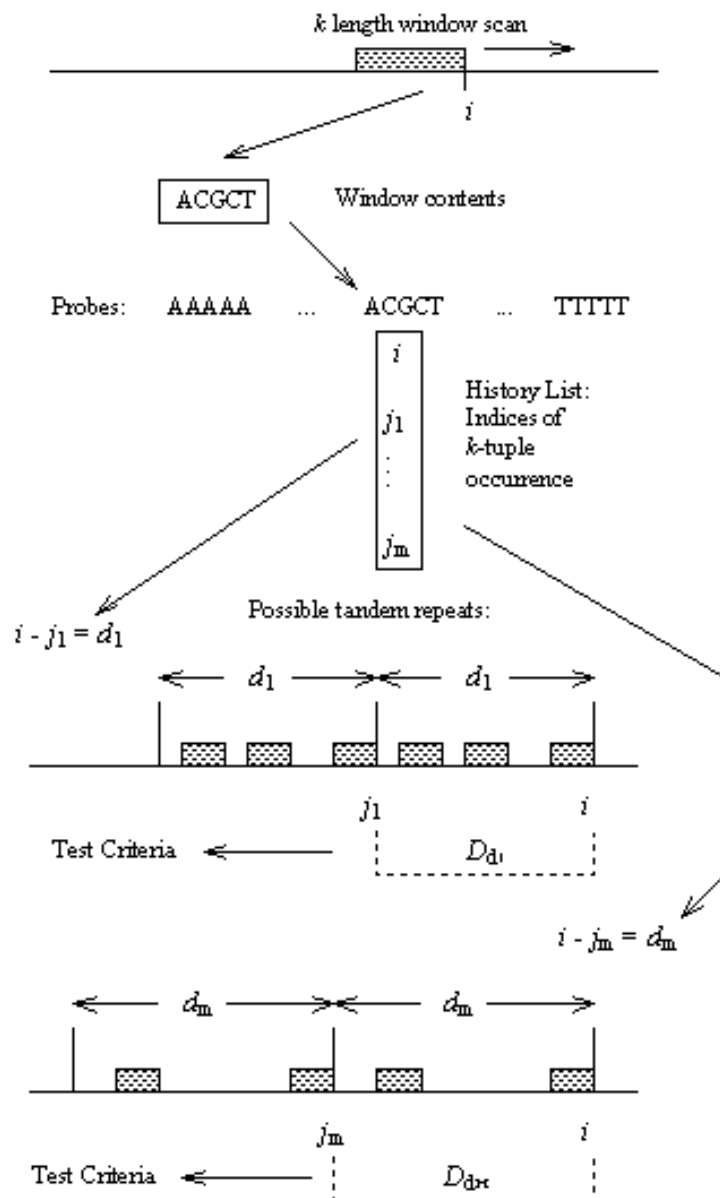 k length window scan
i
ACGCT
Window contents
Probes: AAAAA ... ACGCT ... TTTTT
i
j1
⋮
jm
History List:
Indices of
k-tuple
occurrence
Possible tandem repeats:
i - j1 = d1
d1 d1
j1 i
Test Criteria
Dd1
i - jm = dm
dm dm
jm i
Test Criteria
Ddm